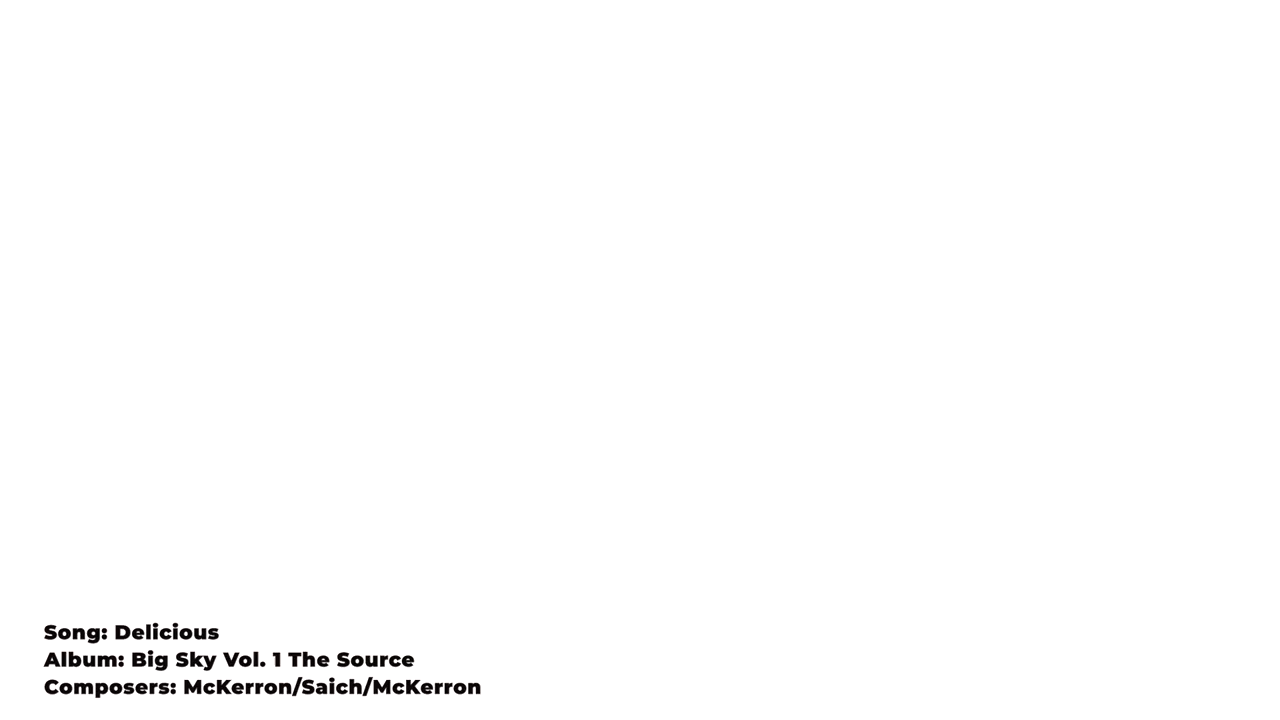 Song: Delicious
Album: Big Sky Vol. 1 The Source
Composers: McKerron/Saich/McKerron